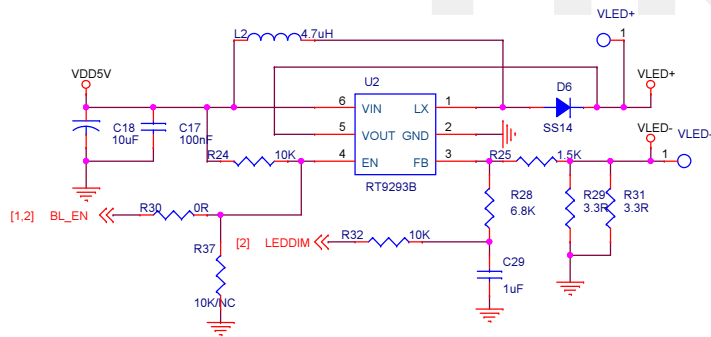 VLED+
L2
4.7uH
1
VDD5V
U2
D6
VLED+
6
VIN
LX
1
C18
10uF
C17
100nF
5
VOUT
GND
2
SS14
VLED-
VLED-
R24
10K
4
EN
FB
3
R25
1.5K
1
RT9293B
R28
6.8K
R29
3.3R
R31
3.3R
[1,2]
BL_EN
R30
0R
R37
10K/NC
[2]
LEDDIM
R32
10K
C29
1uF